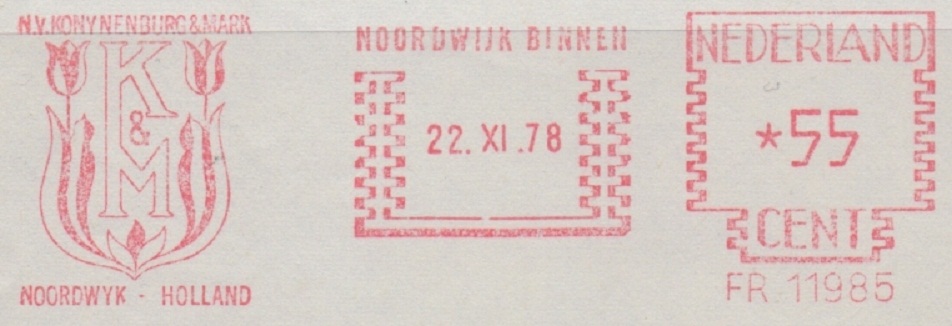 N.V. KONYNENBURG & MARK
K
&
M
NOORDWYK - HOLLAND
NOORDWIJK BINNEN
22. XI .78
NEDERLAND
*55
CENT
FR. 11985